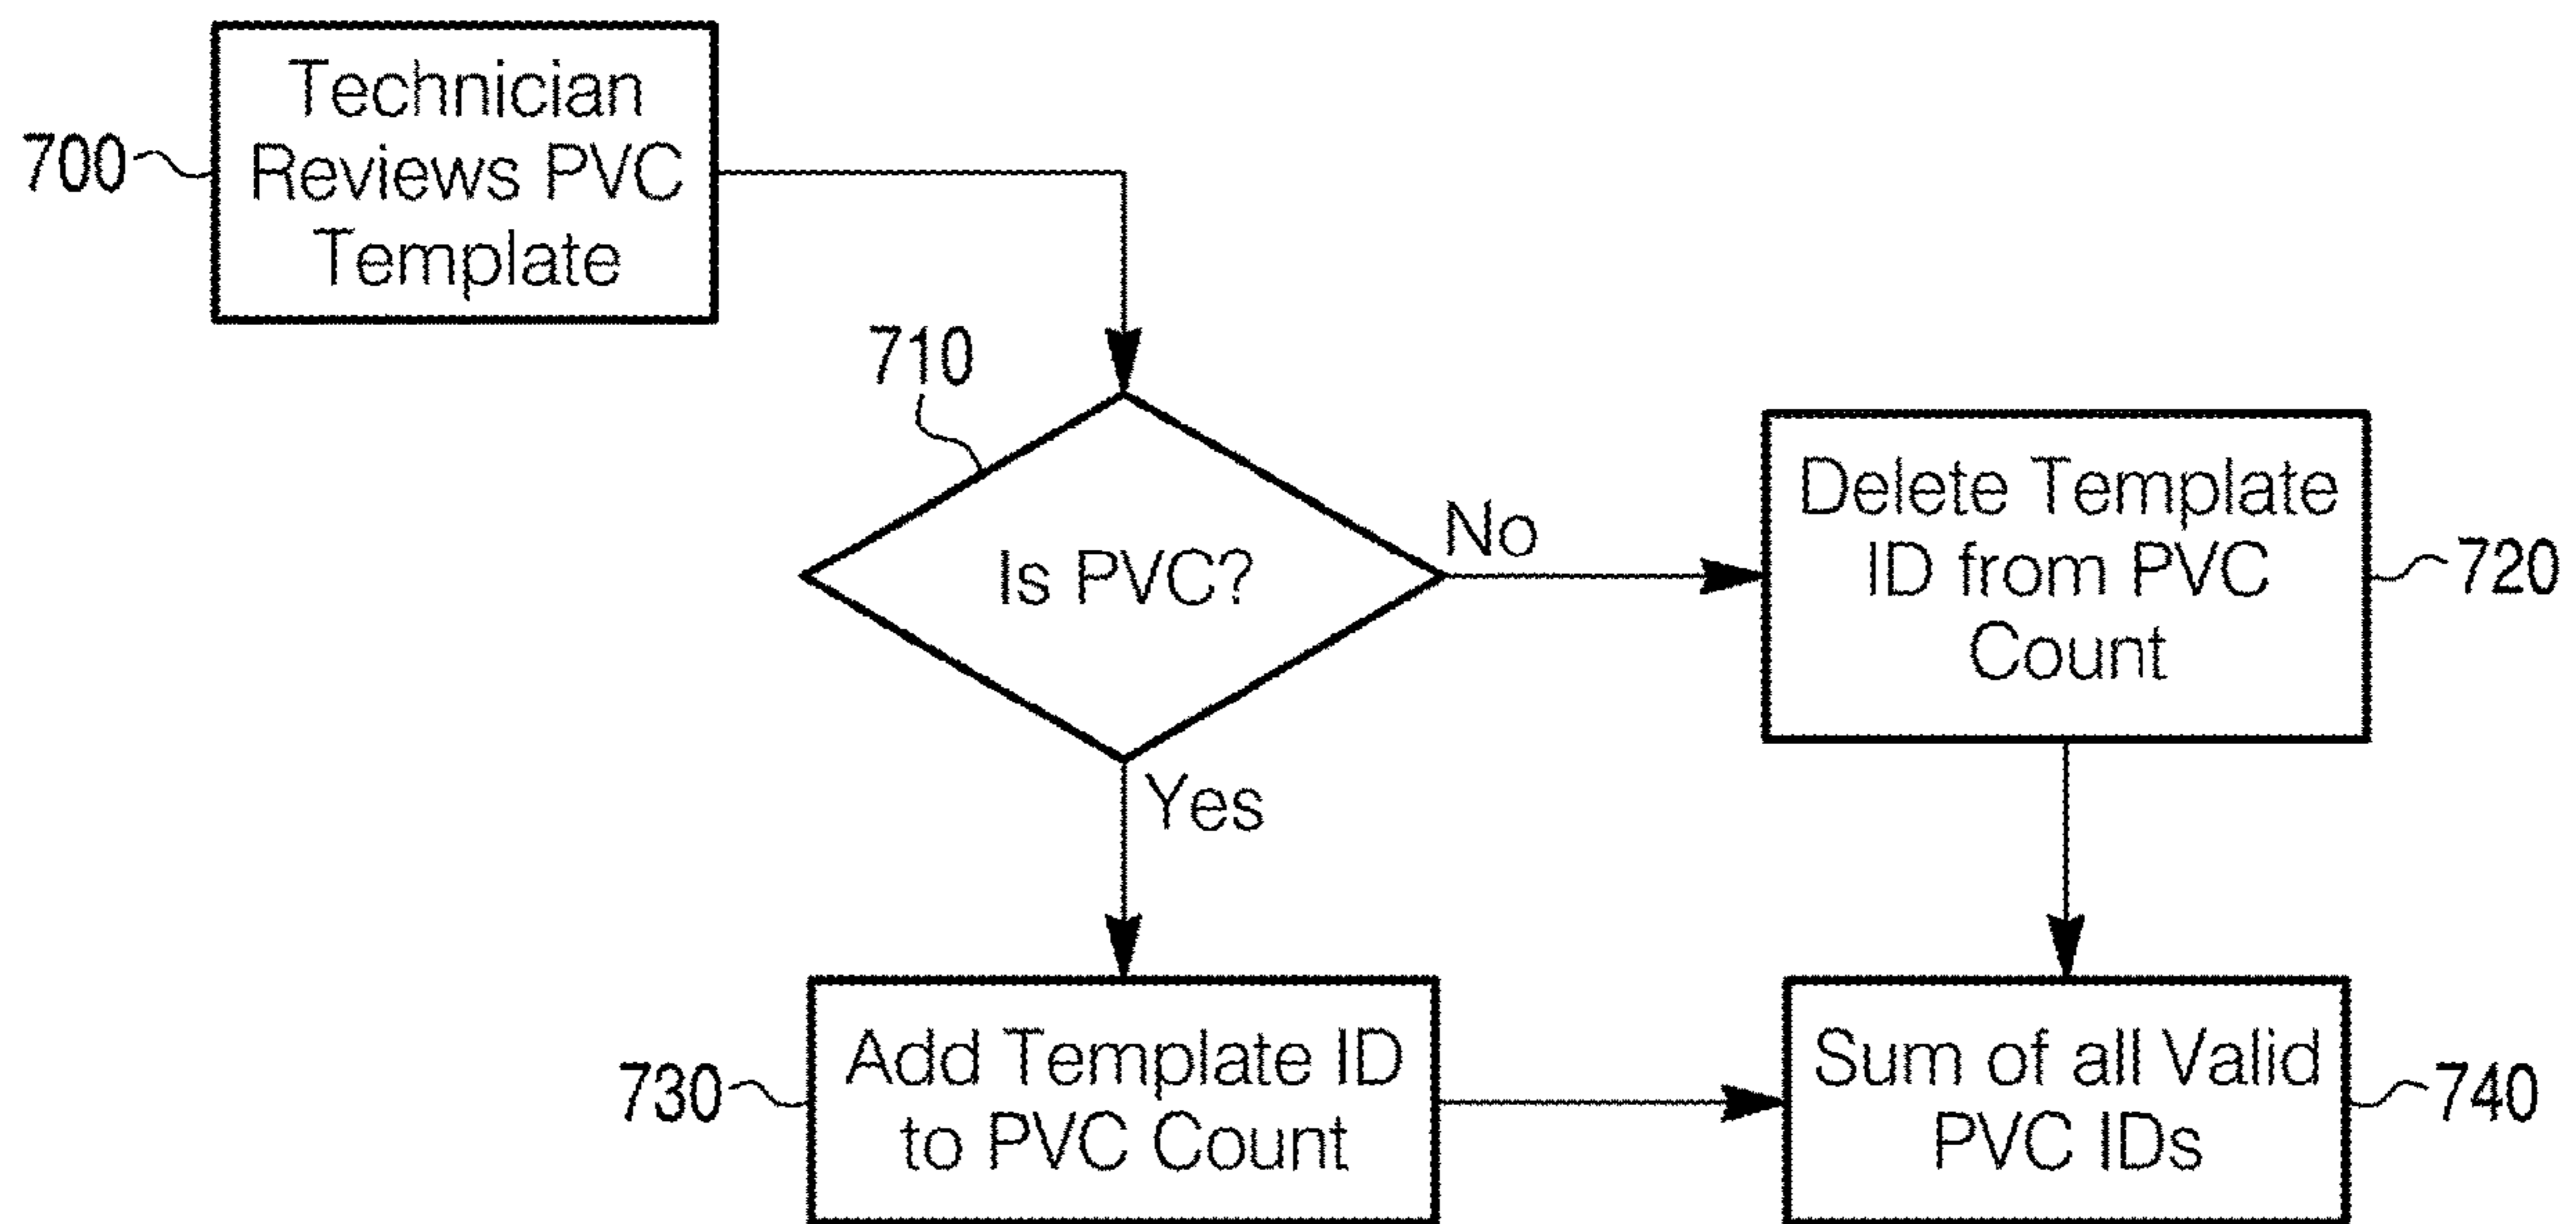 700
Technician
Reviews PVC
Template
710
Is PVC?
No
Yes
Delete Template
ID from PVC
Count
720
730
Add Template ID
to PVC Count
Sum of all Valid
PVC IDs
740